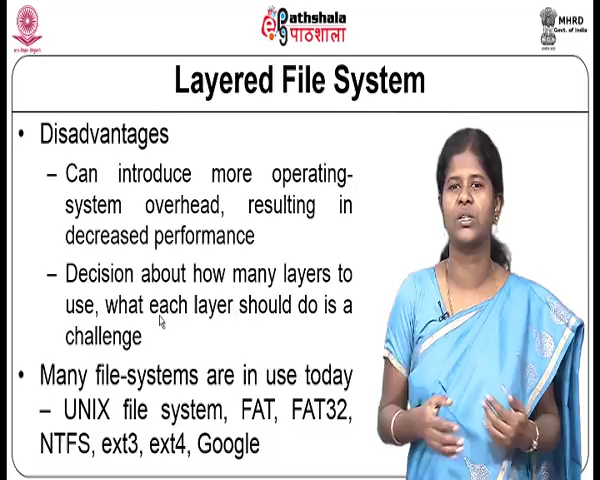 ePathshala
पाठशाला
MHRD
Govt. of India
Layered File System
• Disadvantages
– Can introduce more operating-
system overhead, resulting in
decreased performance
– Decision about how many layers to
use, what each layer should do is a
challenge
• Many file-systems are in use today
– UNIX file system, FAT, FAT32,
NTFS, ext3, ext4, Google